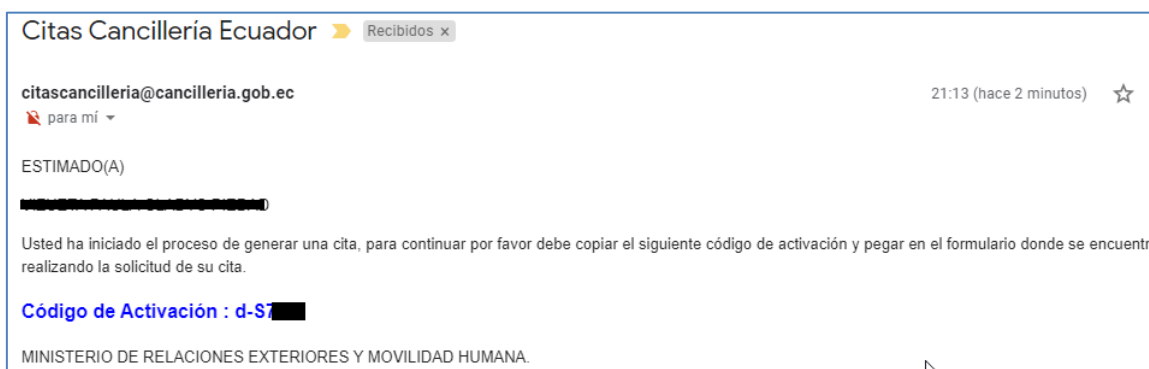 Citas Cancillería Ecuador Recibidos x
citascancilleria@cancilleria.gob.ec 21:13 (hace 2 minutos)
para mí
ESTIMADO(A)
Usted ha iniciado el proceso de generar una cita, para continuar por favor debe copiar el siguiente código de activación y pegar en el formulario donde se encuentr
realizando la solicitud de su cita.
Código de Activación : d-S7
MINISTERIO DE RELACIONES EXTERIORES Y MOVILIDAD HUMANA.